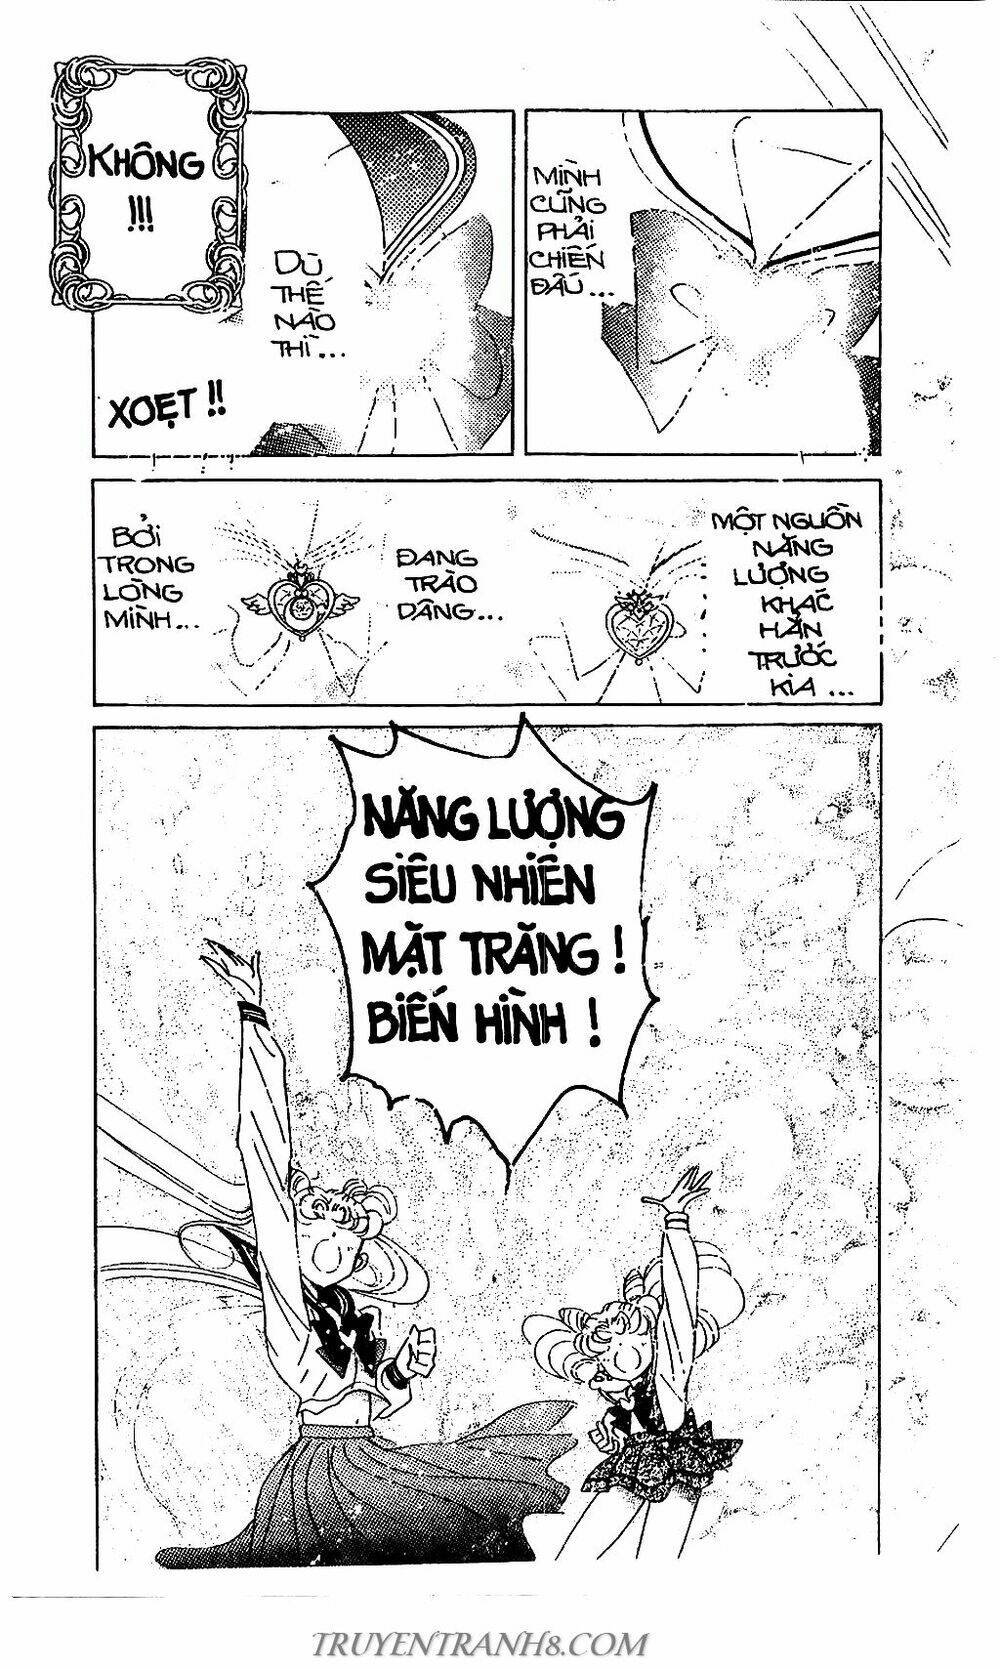 KHÔNG
!!!
DÙ
THẾ
NÀO
THÌ...
XOẸT!!
MÌNH
CŨNG
PHẢI
CHIẾN
ĐẤU...
BỞI
TRONG
LÒNG
MÌNH...
ĐANG
TRÀO
DÂNG...
MỘT NGUỒN
NĂNG
LƯỢNG
KHÁC
HẲN
TRƯỚC
KIA...
NĂNG LƯỢNG
SIÊU NHIÊN
MẶT TRĂNG!
BIẾN HÌNH!
TRUYENTRANH8.COM